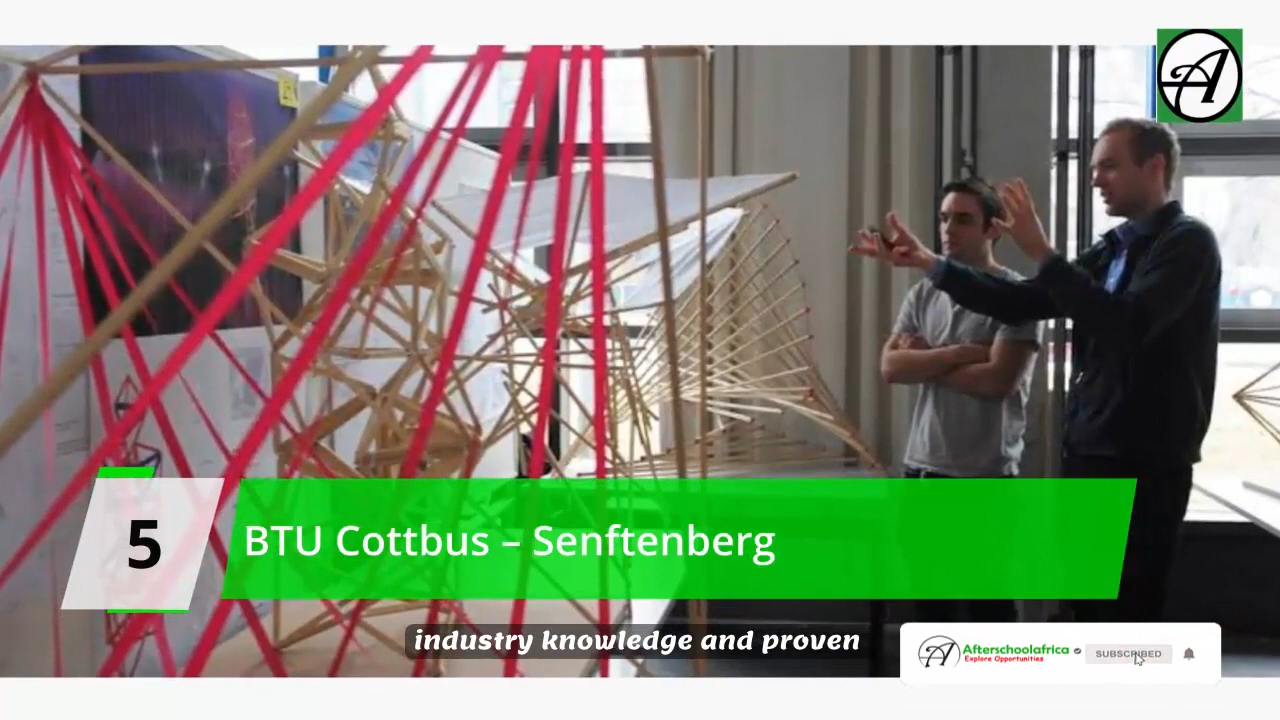 A
5
BTU Cottbus – Senftenberg
industry knowledge and proven
A
Afterschoolafrica
Explore Opportunities
SUBSCRIBED